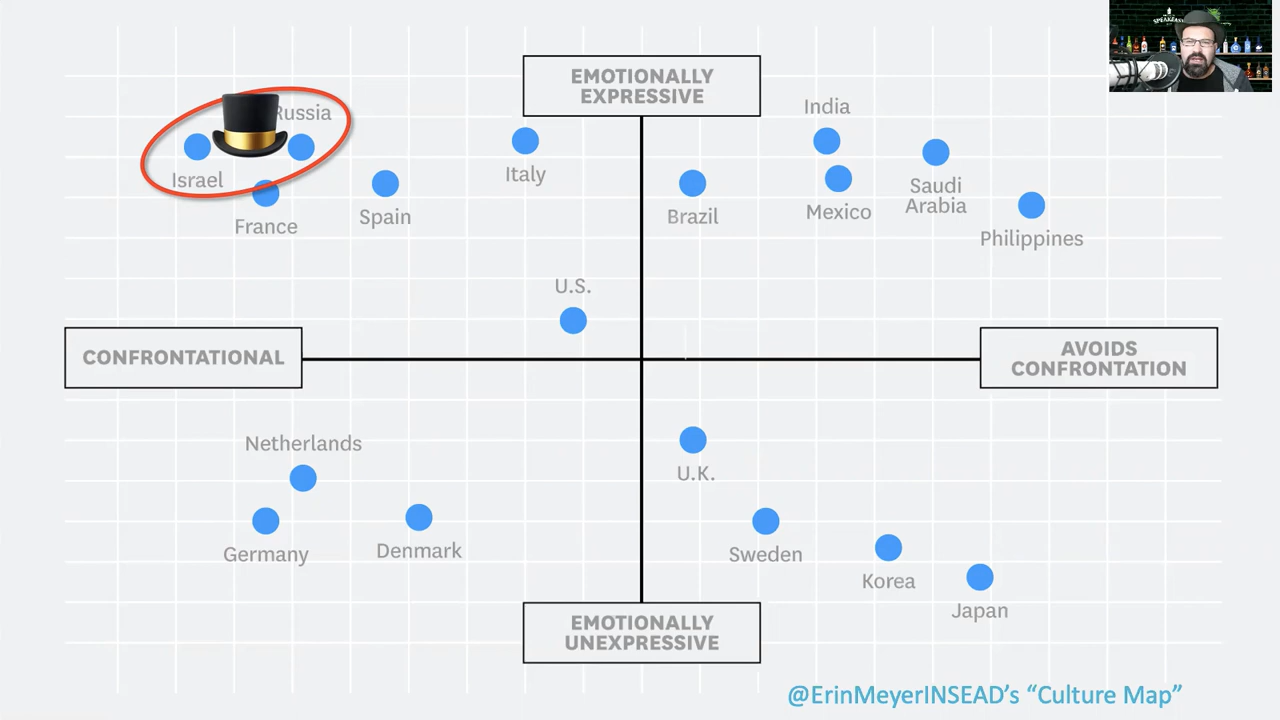 SPEAKEASY
EMOTIONALLY
EXPRESSIVE
Russia
India
Israel
Italy
Saudi
Arabia
France
Spain
Brazil
Mexico
Philippines
U.S.
CONFRONTATIONAL
AVOIDS
CONFRONTATION
Netherlands
U.K.
Germany
Denmark
Sweden
Korea
Japan
EMOTIONALLY
UNEXPRESSIVE
@ErinMeyerINSEAD’s “Culture Map”